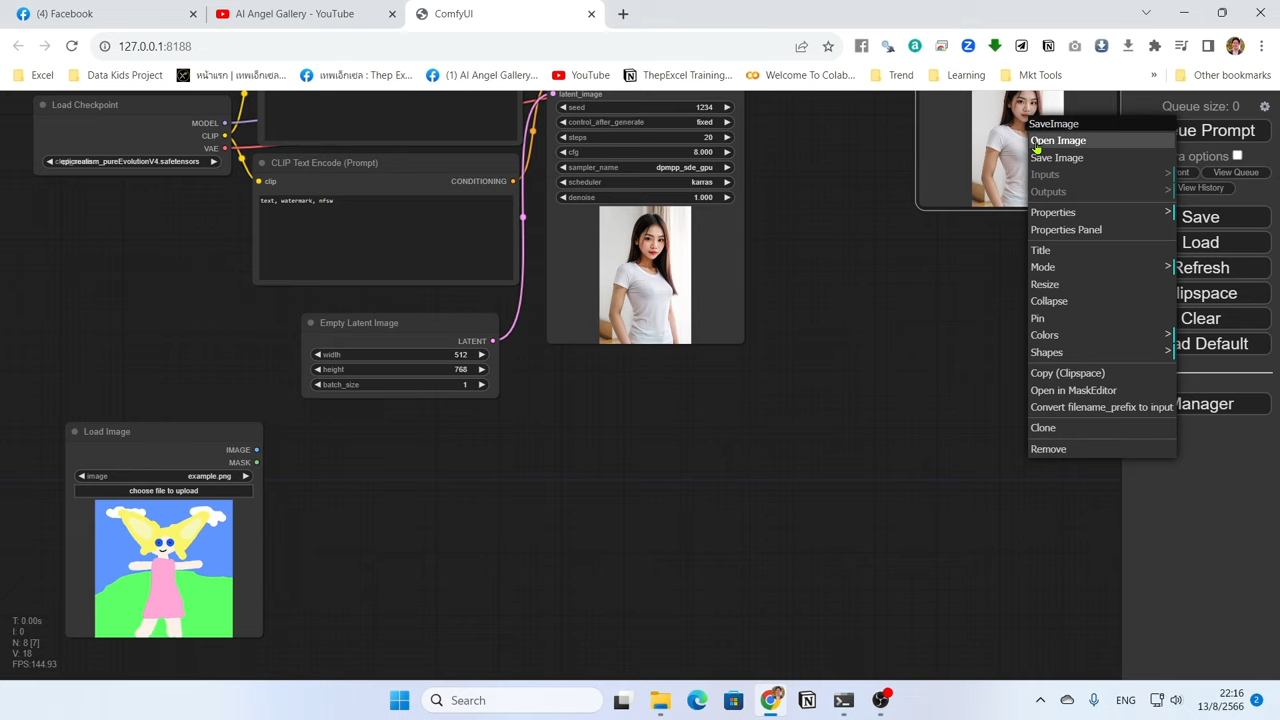 (4) Facebook
AI Angel Gallery - YouTube
ComfyUI
127.0.0.1:8188
Excel
Data Kids Project
หน้าแรก | เทพเอ็กเซล...
เทพเอ็กเซล : Thep Ex...
(1) AI Angel Gallery...
YouTube
ThepExcel Training...
Welcome To Colab...
Trend
Learning
Mkt Tools
»
Other bookmarks
Load Checkpoint
MODEL
CLIP
VAE
epicrealism_pureEvolutionV4.safetensors
CLIP Text Encode (Prompt)
clip
CONDITIONING
text, watermark, nfsw
Empty Latent Image
LATENT
width 512
height 768
batch_size 1
latent_image
seed 1234
control_after_generate fixed
steps 20
cfg 8.000
sampler_name dpmpp_sde_gpu
scheduler karras
denoise 1.000
Load Image
IMAGE
MASK
image example.png
choose file to upload
SaveImage
Open Image
Save Image
Inputs
Outputs
Properties
Properties Panel
Title
Mode
Resize
Collapse
Pin
Colors
Shapes
Copy (Clipspace)
Open in MaskEditor
Convert filename_prefix to input
Clone
Remove
Queue size: 0
ue Prompt
ra options
ont
View Queue
View History
Save
Load
Refresh
lipspace
Clear
ad Default
Manager
T: 0.00s
I: 0
N: 8 [7]
V: 18
FPS:144.93
Search
ENG
22:16
13/8/2566
2